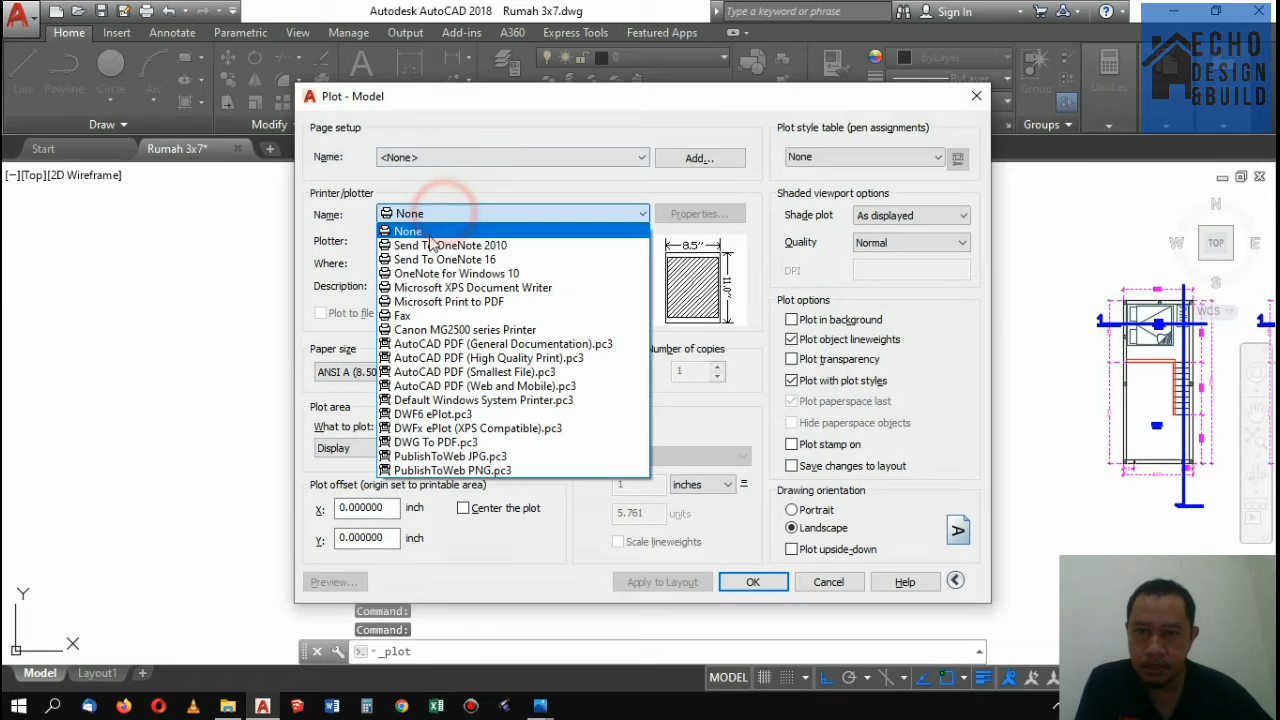 Autodesk AutoCAD 2018 Rumah 3x7.dwg
Type a keyword or phrase
Sign In
Home Insert Annotate Parametric View Manage Output Add-ins A360 Express Tools Featured Apps
Line Polyline Circle Arc
ByLayer
Group
Utilities
0
Draw Modify Groups
ECHO
DESIGN
&BUILD
Start Rumah 3x7*
[−][Top][2D Wireframe]
Plot - Model
Page setup
Name: <None> Add...
Printer/plotter
Name: None Properties...
None
Send To OneNote 2010
Send To OneNote 16
OneNote for Windows 10
Microsoft XPS Document Writer
Microsoft Print to PDF
Fax
Canon MG2500 series Printer
AutoCAD PDF (General Documentation).pc3
AutoCAD PDF (High Quality Print).pc3
AutoCAD PDF (Smallest File).pc3
AutoCAD PDF (Web and Mobile).pc3
Default Windows System Printer.pc3
DWF6 ePlot.pc3
DWFx ePlot (XPS Compatible).pc3
DWG To PDF.pc3
PublishToWeb JPG.pc3
PublishToWeb PNG.pc3
Plotter:
Where:
Description:
Plot to file
8.5″
11.0″
Paper size
ANSI A (8.50
Number of copies
1
Plot area
What to plot:
Display
Plot offset (origin set to printable area)
X: 0.000000 inch Center the plot
Y: 0.000000 inch
1 inches =
5.761 units
Scale lineweights
Plot style table (pen assignments)
None
Shaded viewport options
Shade plot As displayed
Quality Normal
DPI
Plot options
Plot in background
Plot object lineweights
Plot transparency
Plot with plot styles
Plot paperspace last
Hide paperspace objects
Plot stamp on
Save changes to layout
Drawing orientation
Portrait
Landscape
Plot upside-down
A
Preview... Apply to Layout OK Cancel Help
N
W TOP E
S
WCS
Y
X
Command:
Command:
_plot
Model Layout1
MODEL